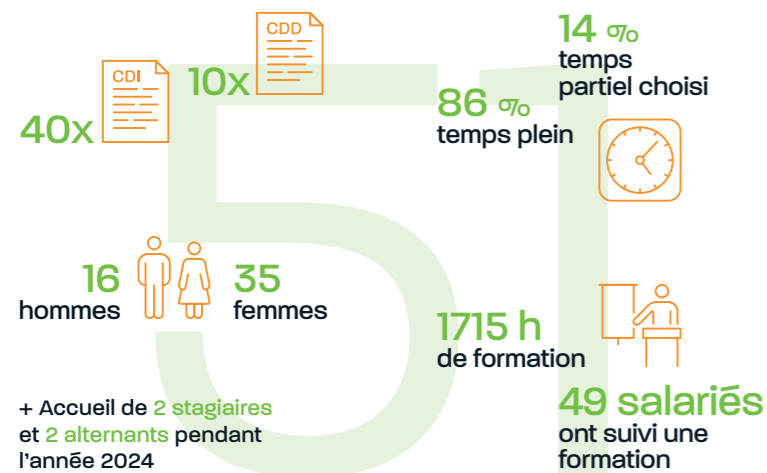 51
40x
CDI
10x
CDD
14 %
temps
partiel choisi
86 %
temps plein
16
hommes
35
femmes
1715 h
de formation
49 salariés
ont suivi une
formation
+ Accueil de 2 stagiaires
et 2 alternants pendant
l'année 2024